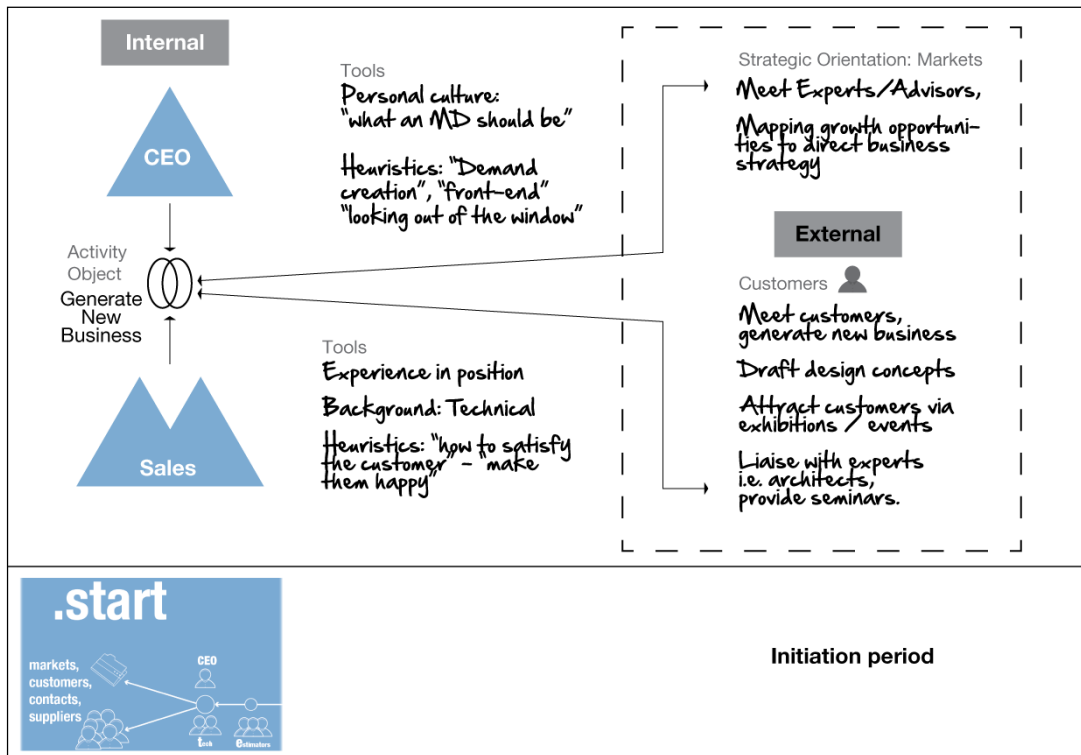 Internal
CEO
Activity
Object
Generate
New
Business
Sales
Tools
Personal culture:
"what an MD should be"
Heuristics: "Demand
creation", "front-end"
"looking out of the window"
Tools
Experience in position
Background: Technical
Heuristics: "how to satisfy
the customer" - "make
them happy"
Strategic Orientation: Markets
Meet Experts/Advisors,
Mapping growth opportuni-
ties to direct business
strategy
External
Customers
Meet customers,
generate new business
Draft design concepts
Attract customers via
exhibitions / events
Liaise with experts
i.e. architects,
provide seminars.
.start
markets,
customers,
contacts,
suppliers
CEO
tech
estimators
Initiation period